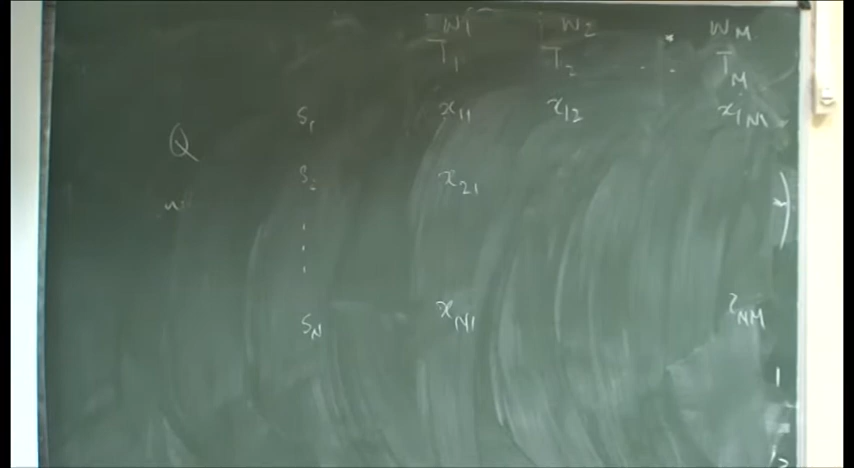 W1 W2 WM
T1 T2 . . TM
S1 x11 x12 x1M
Q
S2 x21
⋮
SN xN1 xNM